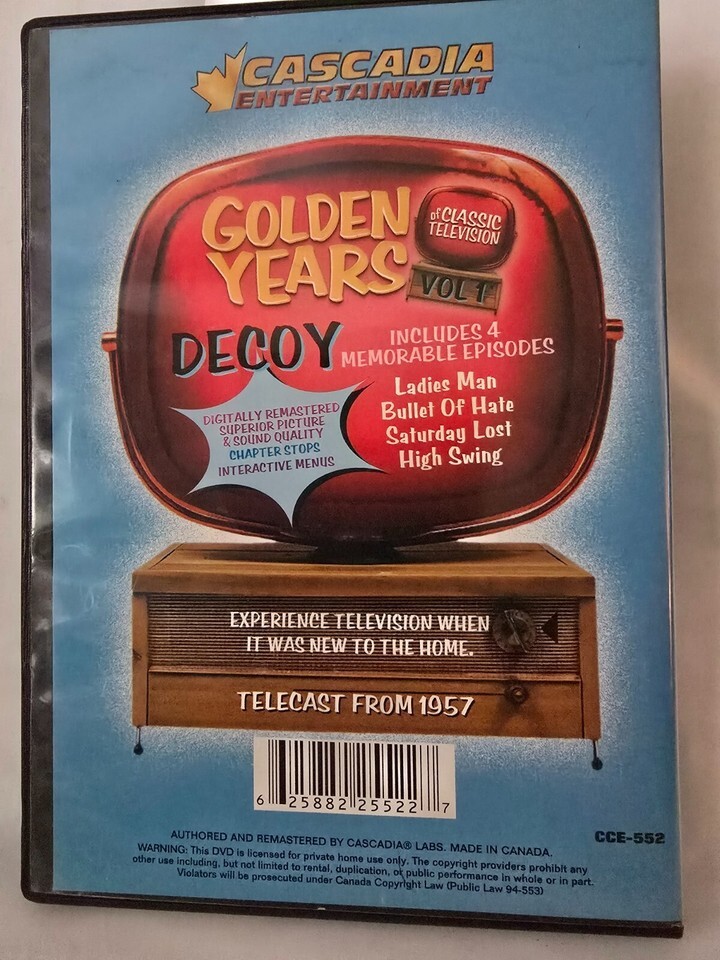 CASCADIA
ENTERTAINMENT
GOLDEN
YEARS
of CLASSIC
TELEVISION
VOL 1
DECOY
INCLUDES 4
MEMORABLE EPISODES
Ladies Man
Bullet Of Hate
Saturday Lost
High Swing
DIGITALLY REMASTERED
SUPERIOR PICTURE
& SOUND QUALITY
CHAPTER STOPS
INTERACTIVE MENUS
EXPERIENCE TELEVISION WHEN
IT WAS NEW TO THE HOME.
TELECAST FROM 1957
6 25882 25522 7
CCE-552
AUTHORED AND REMASTERED BY CASCADIA® LABS. MADE IN CANADA.
WARNING: This DVD is licensed for private home use only. The copyright providers prohibit any
other use including, but not limited to rental, duplication, or public performance in whole or in part.
Violators will be prosecuted under Canada Copyright Law (Public Law 94-553)